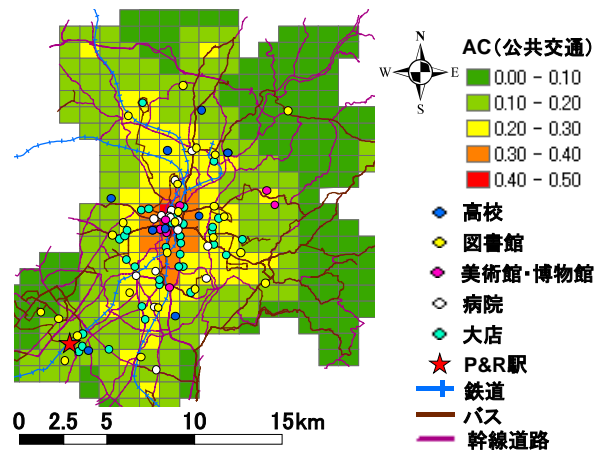 N
W E
S
AC（公共交通）
0.00 - 0.10
0.10 - 0.20
0.20 - 0.30
0.30 - 0.40
0.40 - 0.50
高校
図書館
美術館・博物館
病院
大店
P&R駅
鉄道
バス
幹線道路
0 2.5 5 10 15km